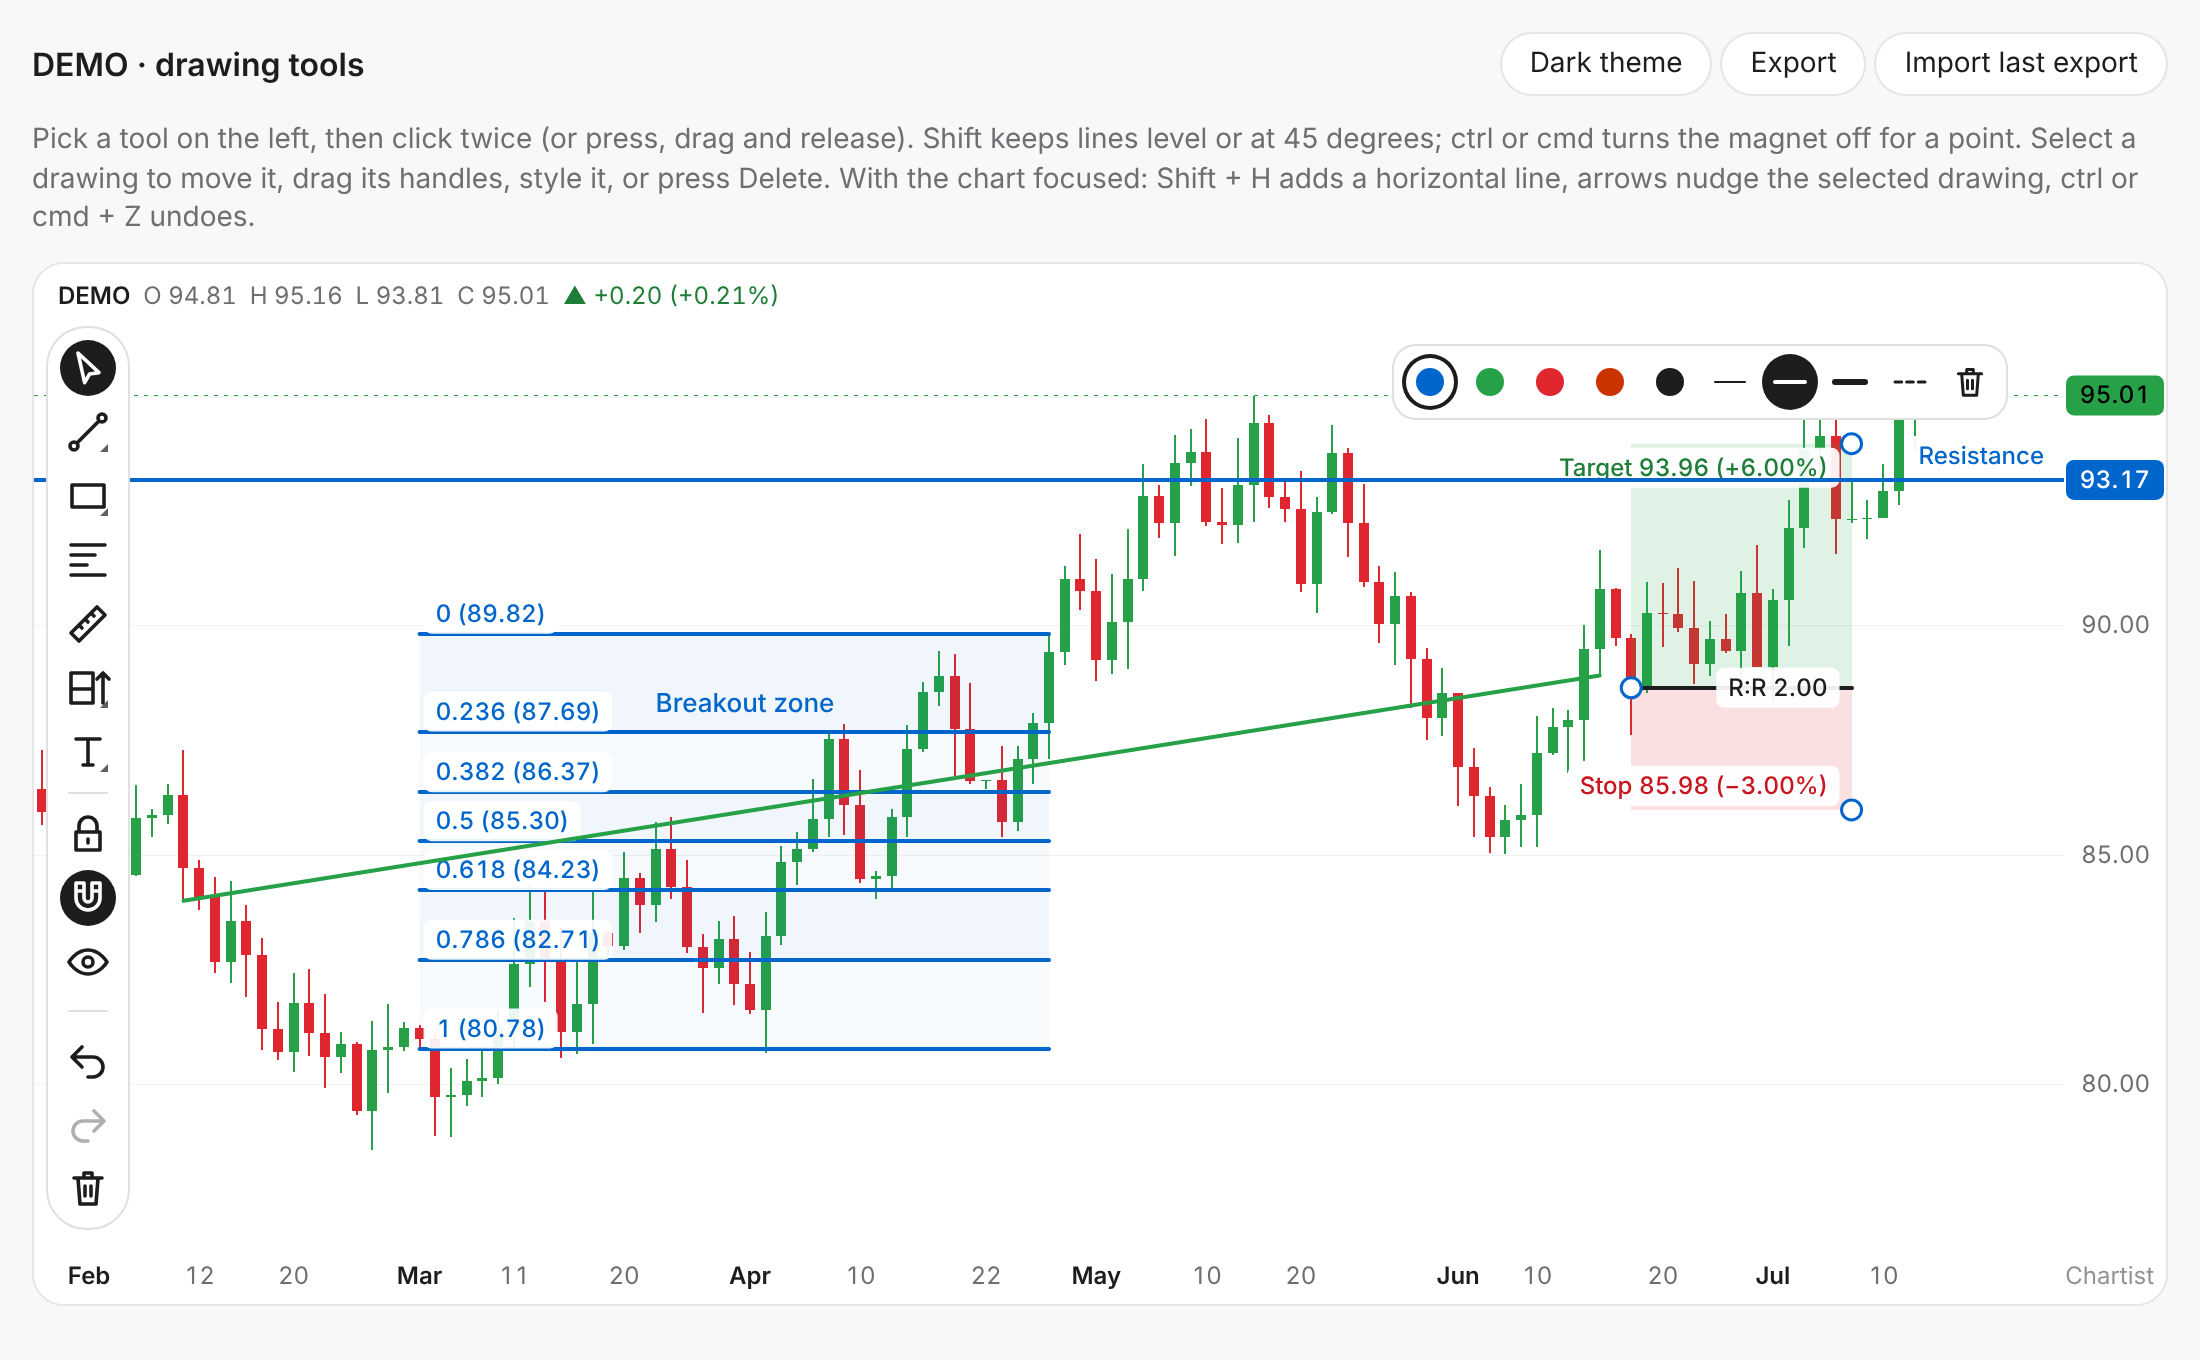 DEMO · drawing tools
Dark theme
Export
Import last export
Pick a tool on the left, then click twice (or press, drag and release). Shift keeps lines level or at 45 degrees; ctrl or cmd turns the magnet off for a point. Select a
drawing to move it, drag its handles, style it, or press Delete. With the chart focused: Shift + H adds a horizontal line, arrows nudge the selected drawing, ctrl or
cmd + Z undoes.
DEMO O 94.81 H 95.16 L 93.81 C 95.01 ▲ +0.20 (+0.21%)
95.01
Resistance
Target 93.96 (+6.00%)
93.17
0 (89.82)
90.00
R:R 2.00
Breakout zone
0.236 (87.69)
0.382 (86.37)
Stop 85.98 (−3.00%)
0.5 (85.30)
85.00
0.618 (84.23)
0.786 (82.71)
1 (80.78)
80.00
Feb 12 20 Mar 11 20 Apr 10 22 May 10 20 Jun 10 20 Jul 10
Chartist